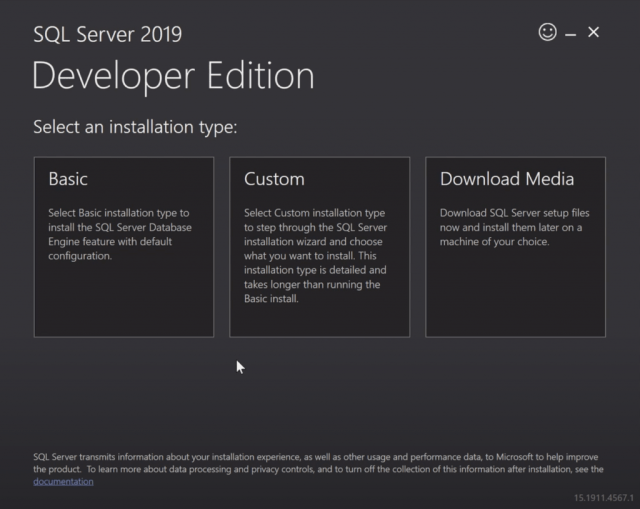 SQL Server 2019
Developer Edition
Select an installation type:
Basic
Select Basic installation type to
install the SQL Server Database
Engine feature with default
configuration.
Custom
Select Custom installation type
to step through the SQL Server
installation wizard and choose
what you want to install. This
installation type is detailed and
takes longer than running the
Basic install.
Download Media
Download SQL Server setup files
now and install them later on a
machine of your choice.
SQL Server transmits information about your installation experience, as well as other usage and performance data, to Microsoft to help improve
the product.  To learn more about data processing and privacy controls, and to turn off the collection of this information after installation, see the
documentation
15.1911.4567.1